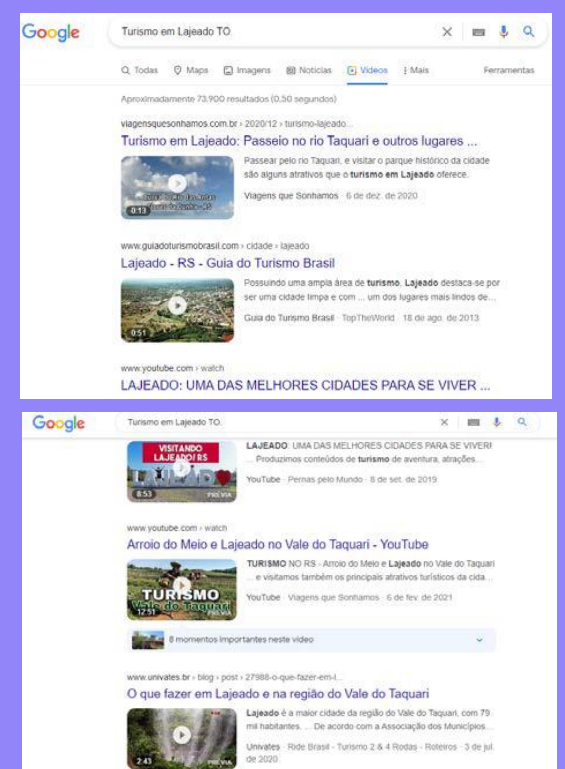 Google
Turismo em Lajeado TO.
Todas Maps Imagens Notícias Vídeos Mais Ferramentas
Aproximadamente 73.900 resultados (0,50 segundos)
viagensquesonhamos.com.br › 2020/12 › turismo-lajeado...
Turismo em Lajeado: Passeio no rio Taquari e outros lugares ...
Passear pelo rio Taquari, e visitar o parque histórico da cidade
são alguns atrativos que o turismo em Lajeado oferece.
Viagens que Sonhamos · 6 de dez. de 2020
0:13
www.guiadoturismobrasil.com › cidade › lajeado
Lajeado - RS - Guia do Turismo Brasil
Possuindo uma ampla área de turismo, Lajeado destaca-se por
ser uma cidade limpa e com ... um dos lugares mais lindos de...
Guia do Turismo Brasil · TopTheWorld · 18 de ago. de 2013
0:51
www.youtube.com › watch
LAJEADO: UMA DAS MELHORES CIDADES PARA SE VIVER ...
Google
Turismo em Lajeado TO.
VISITANDO
LAJEADO/RS
8:53
PRÉVIA
LAJEADO: UMA DAS MELHORES CIDADES PARA SE VIVER!
... Produzimos conteúdos de turismo de aventura, atrações...
YouTube · Pernas pelo Mundo · 8 de set. de 2019
www.youtube.com › watch
Arroio do Meio e Lajeado no Vale do Taquari - YouTube
TURISMO
Vale do Taquari
12:51
PRÉVIA
TURISMO NO RS - Arroio do Meio e Lajeado no Vale do Taquari
... e visitamos também os principais atrativos turísticos da cida...
YouTube · Viagens que Sonhamos · 6 de fev. de 2021
8 momentos importantes neste vídeo
www.univates.br › blog › post › 27988-o-que-fazer-em-l...
O que fazer em Lajeado e na região do Vale do Taquari
Lajeado é a maior cidade da região do Vale do Taquari, com 79
mil habitantes. ... De acordo com a Associação dos Municípios...
Univates · Ride Brasil - Turismo 2 & 4 Rodas - Roteiros · 3 de jul.
de 2020
2:43
PRÉVIA